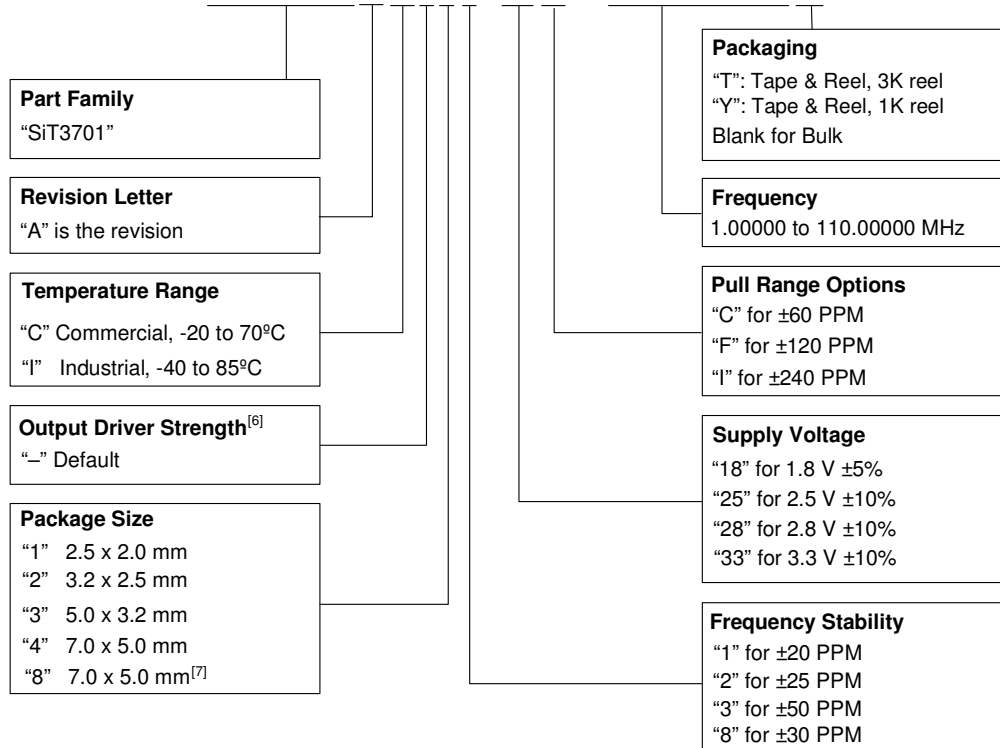 Part Family
“SiT3701”
Revision Letter
“A” is the revision
Temperature Range
“C” Commercial, -20 to 70ºC
“I” Industrial, -40 to 85ºC
Output Driver Strength[6]
“–” Default
Package Size
“1” 2.5 x 2.0 mm
“2” 3.2 x 2.5 mm
“3” 5.0 x 3.2 mm
“4” 7.0 x 5.0 mm
“8” 7.0 x 5.0 mm[7]
Packaging
“T”: Tape & Reel, 3K reel
“Y”: Tape & Reel, 1K reel
Blank for Bulk
Frequency
1.00000 to 110.00000 MHz
Pull Range Options
“C” for ±60 PPM
“F” for ±120 PPM
“I” for ±240 PPM
Supply Voltage
“18” for 1.8 V ±5%
“25” for 2.5 V ±10%
“28” for 2.8 V ±10%
“33” for 3.3 V ±10%
Frequency Stability
“1” for ±20 PPM
“2” for ±25 PPM
“3” for ±50 PPM
“8” for ±30 PPM